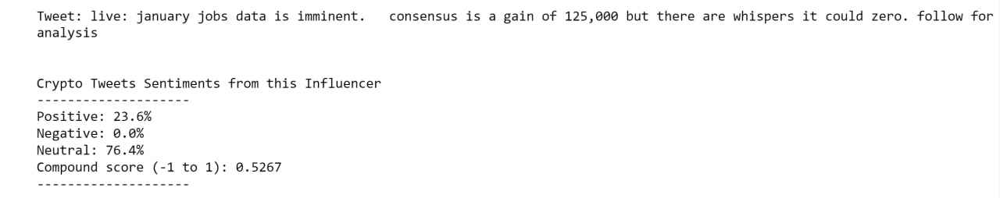 Tweet: live: january jobs data is imminent.   consensus is a gain of 125,000 but there are whispers it could zero. follow for
analysis
Crypto Tweets Sentiments from this Influencer
--------------------
Positive: 23.6%
Negative: 0.0%
Neutral: 76.4%
Compound score (-1 to 1): 0.5267
--------------------